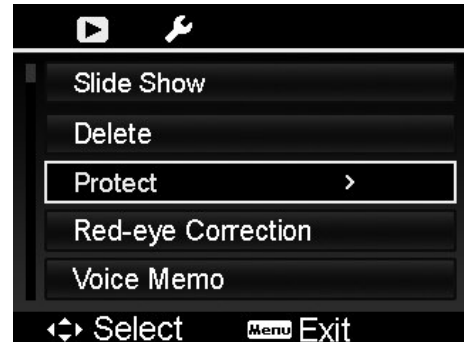 Slide Show
Delete
Protect >
Red-eye Correction
Voice Memo
Select Menu Exit